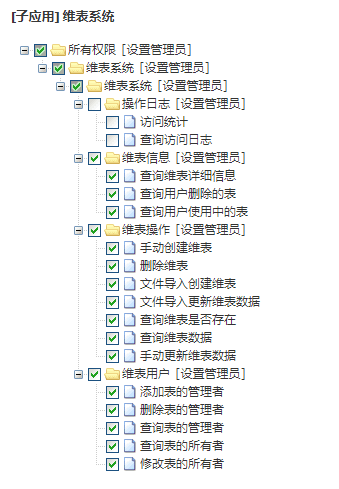 [子应用] 维表系统
所有权限 [设置管理员]
维表系统 [设置管理员]
维表系统 [设置管理员]
操作日志 [设置管理员]
访问统计
查询访问日志
维表信息 [设置管理员]
查询维表详细信息
查询用户删除的表
查询用户使用中的表
维表操作 [设置管理员]
手动创建维表
删除维表
文件导入创建维表
文件导入更新维表数据
查询维表是否存在
查询维表数据
手动更新维表数据
维表用户 [设置管理员]
添加表的管理者
删除表的管理者
查询表的管理者
查询表的所有者
修改表的所有者